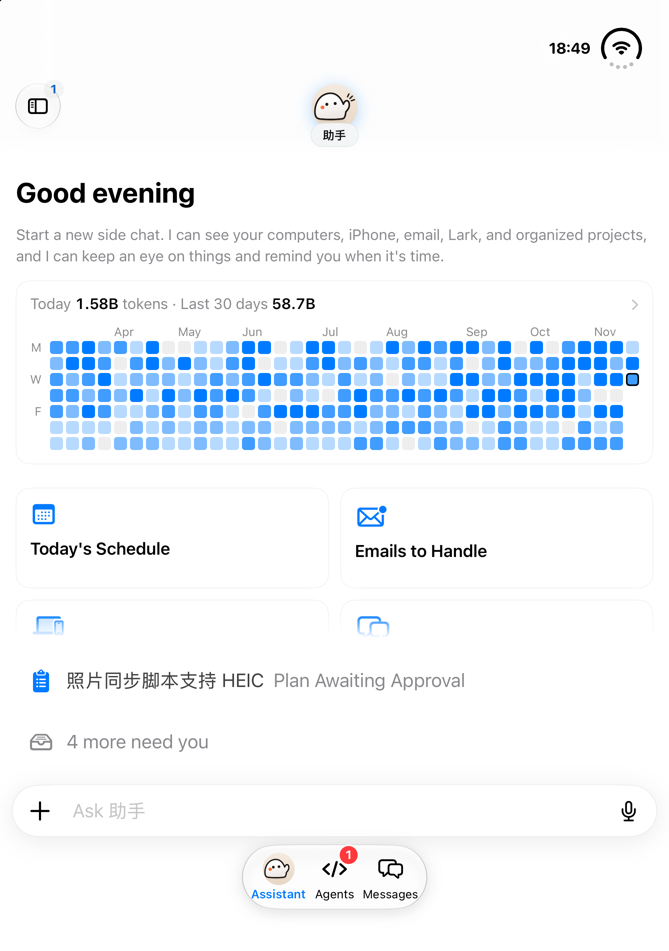 18:49
1
助手
Good evening
Start a new side chat. I can see your computers, iPhone, email, Lark, and organized projects,
and I can keep an eye on things and remind you when it's time.
Today 1.58B tokens · Last 30 days 58.7B
Apr May Jun Jul Aug Sep Oct Nov
M
W
F
Today's Schedule
Emails to Handle
照片同步脚本支持 HEIC Plan Awaiting Approval
4 more need you
Ask 助手
1
Assistant Agents Messages